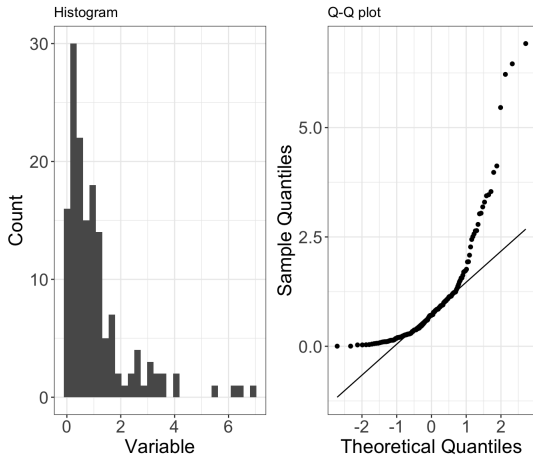 Histogram
30
20
10
0
Count
0 2 4 6
Variable
Q-Q plot
5.0
2.5
0.0
Sample Quantiles
-2 -1 0 1 2
Theoretical Quantiles